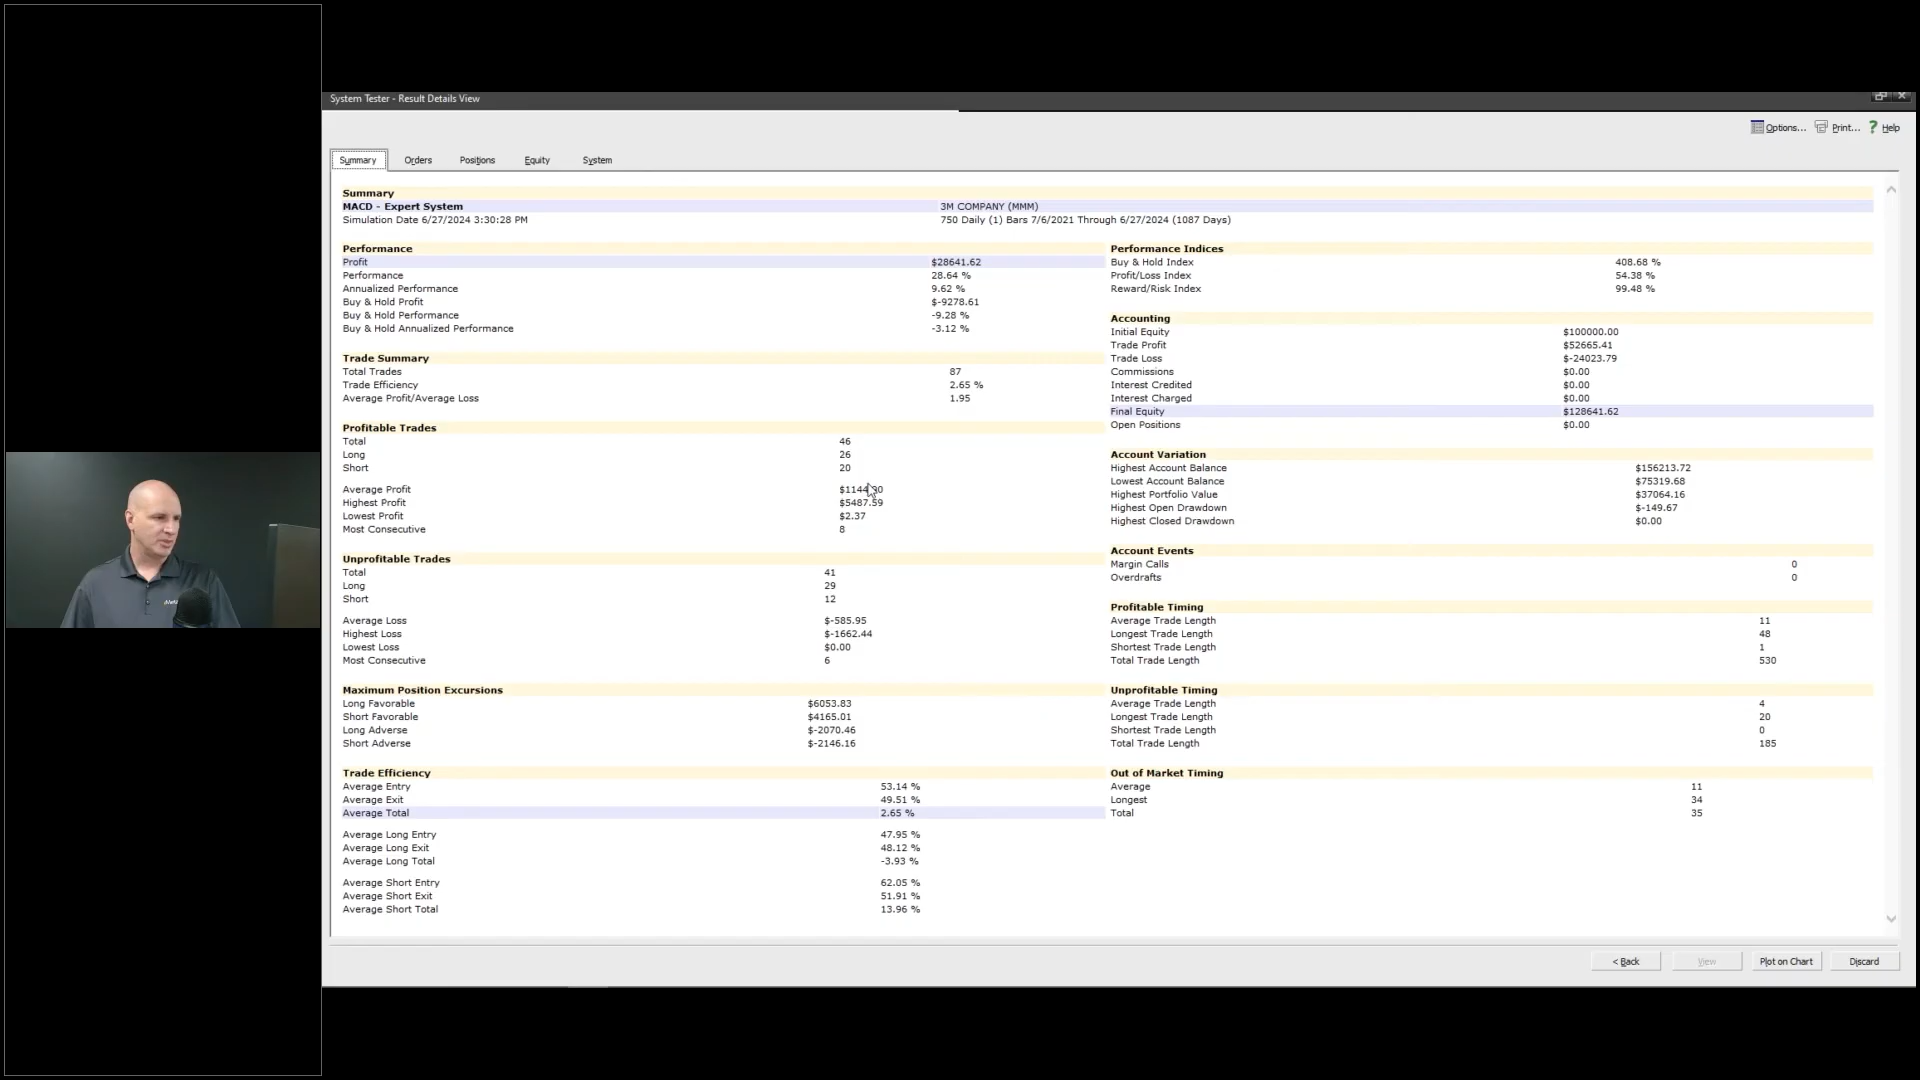 System Tester - Result Details View
Options... Print... Help
Summary Orders Positions Equity System
Summary
MACD - Expert System 3M COMPANY (MMM)
Simulation Date 6/27/2024 3:30:28 PM 750 Daily (1) Bars 7/6/2021 Through 6/27/2024 (1087 Days)
Performance
Profit $28641.62
Performance 28.64 %
Annualized Performance 9.62 %
Buy & Hold Profit $-9278.61
Buy & Hold Performance -9.28 %
Buy & Hold Annualized Performance -3.12 %
Trade Summary
Total Trades 87
Trade Efficiency 2.65 %
Average Profit/Average Loss 1.95
Profitable Trades
Total 46
Long 26
Short 20
Average Profit
Highest Profit $5487.59
Lowest Profit $2.37
Most Consecutive 8
Unprofitable Trades
Total 41
Long 29
Short 12
Average Loss $-585.95
Highest Loss $-1662.44
Lowest Loss $0.00
Most Consecutive 6
Maximum Position Excursions
Long Favorable $6053.83
Short Favorable $4165.01
Long Adverse $-2070.46
Short Adverse $-2146.16
Trade Efficiency
Average Entry 53.14 %
Average Exit 49.51 %
Average Total 2.65 %
Average Long Entry 47.95 %
Average Long Exit 48.12 %
Average Long Total -3.93 %
Average Short Entry 62.05 %
Average Short Exit 51.91 %
Average Short Total 13.96 %
Performance Indices
Buy & Hold Index 408.68 %
Profit/Loss Index 54.38 %
Reward/Risk Index 99.48 %
Accounting
Initial Equity $100000.00
Trade Profit $52665.41
Trade Loss $-24023.79
Commissions $0.00
Interest Credited $0.00
Interest Charged $0.00
Final Equity $128641.62
Open Positions $0.00
Account Variation
Highest Account Balance $156213.72
Lowest Account Balance $75319.68
Highest Portfolio Value $37064.16
Highest Open Drawdown $-149.67
Highest Closed Drawdown $0.00
Account Events
Margin Calls 0
Overdrafts 0
Profitable Timing
Average Trade Length 11
Longest Trade Length 48
Shortest Trade Length 1
Total Trade Length 530
Unprofitable Timing
Average Trade Length 4
Longest Trade Length 20
Shortest Trade Length 0
Total Trade Length 185
Out of Market Timing
Average 11
Longest 34
Total 35
< Back View Plot on Chart Discard